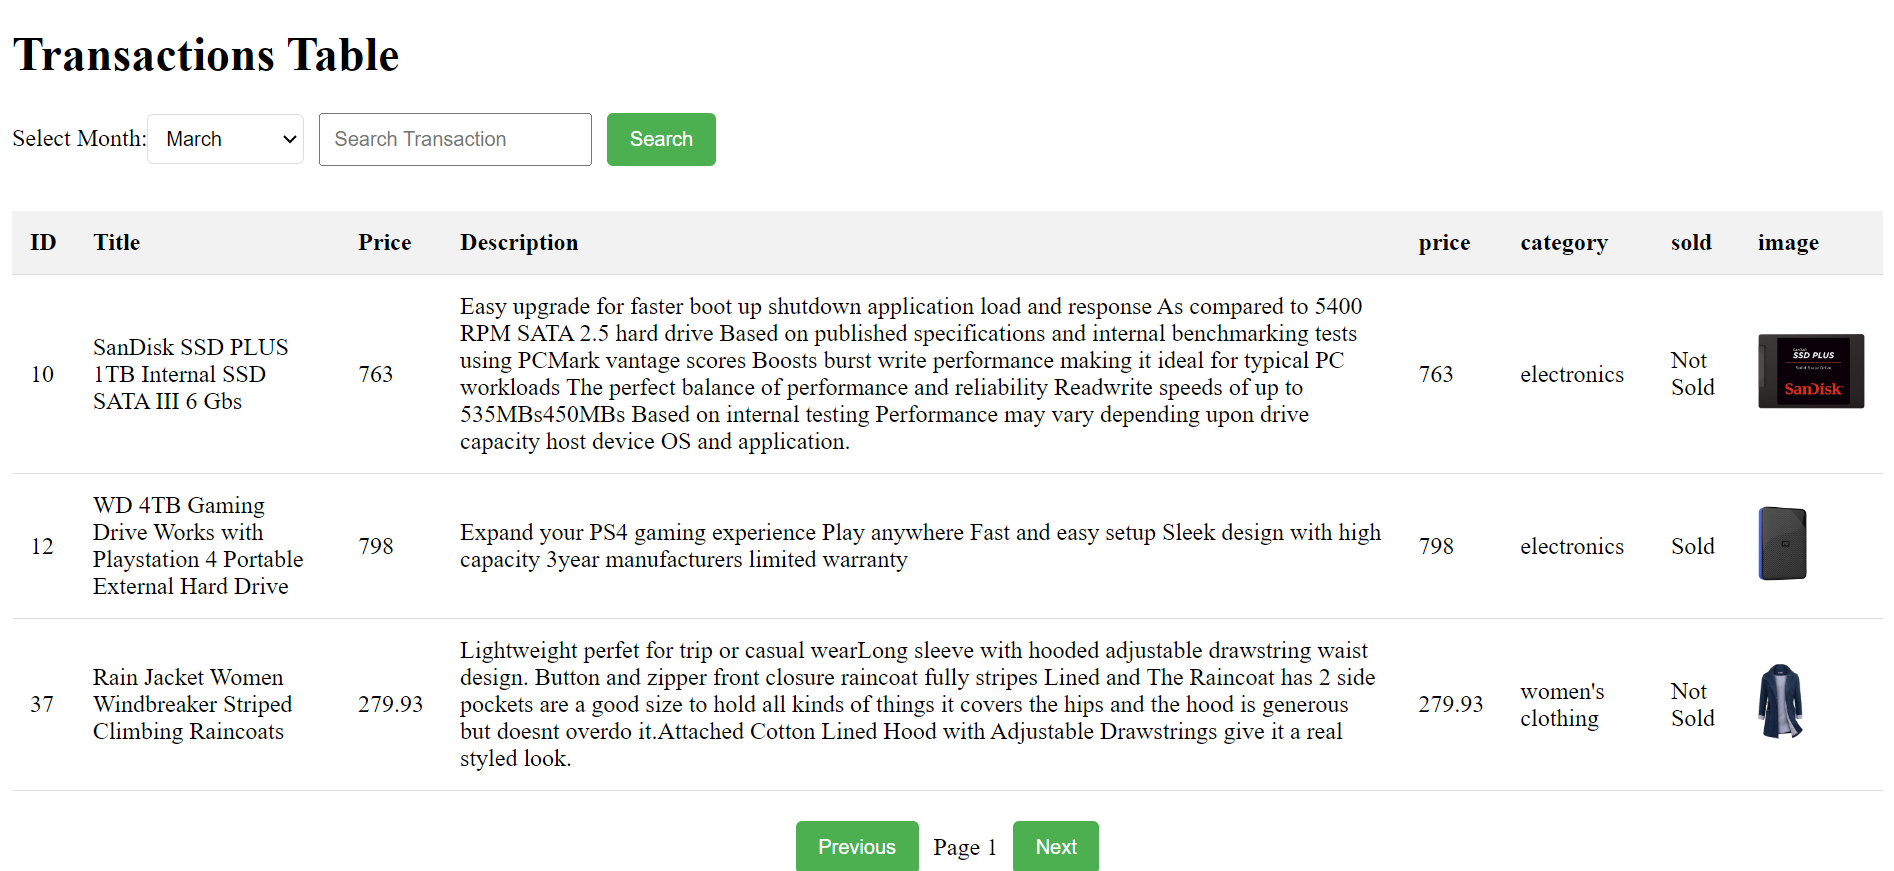 Transactions Table
Select Month: March Search Transaction Search
ID Title Price Description price category sold image
10
SanDisk SSD PLUS
1TB Internal SSD
SATA III 6 Gbs
763
Easy upgrade for faster boot up shutdown application load and response As compared to 5400
RPM SATA 2.5 hard drive Based on published specifications and internal benchmarking tests
using PCMark vantage scores Boosts burst write performance making it ideal for typical PC
workloads The perfect balance of performance and reliability Readwrite speeds of up to
535MBs450MBs Based on internal testing Performance may vary depending upon drive
capacity host device OS and application.
763
electronics
Not
Sold
SanDisk
SSD PLUS
Solid State Drive
SanDisk
12
WD 4TB Gaming
Drive Works with
Playstation 4 Portable
External Hard Drive
798
Expand your PS4 gaming experience Play anywhere Fast and easy setup Sleek design with high
capacity 3year manufacturers limited warranty
798
electronics
Sold
37
Rain Jacket Women
Windbreaker Striped
Climbing Raincoats
279.93
Lightweight perfet for trip or casual wearLong sleeve with hooded adjustable drawstring waist
design. Button and zipper front closure raincoat fully stripes Lined and The Raincoat has 2 side
pockets are a good size to hold all kinds of things it covers the hips and the hood is generous
but doesnt overdo it.Attached Cotton Lined Hood with Adjustable Drawstrings give it a real
styled look.
279.93
women's
clothing
Not
Sold
Previous Page 1 Next